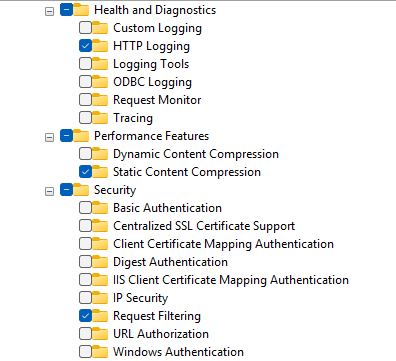 Health and Diagnostics
Custom Logging
HTTP Logging
Logging Tools
ODBC Logging
Request Monitor
Tracing
Performance Features
Dynamic Content Compression
Static Content Compression
Security
Basic Authentication
Centralized SSL Certificate Support
Client Certificate Mapping Authentication
Digest Authentication
IIS Client Certificate Mapping Authentication
IP Security
Request Filtering
URL Authorization
Windows Authentication